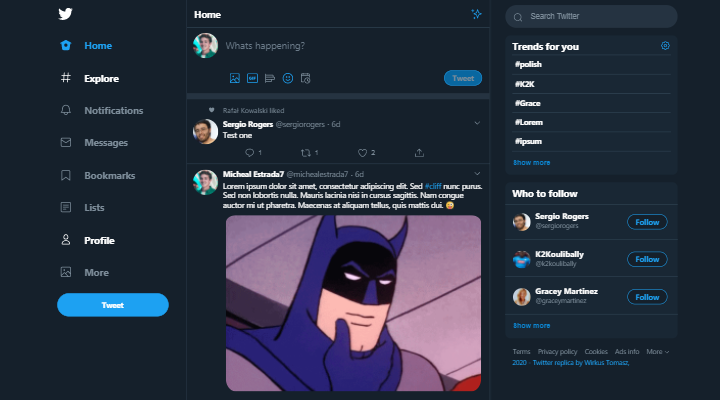 Home
Explore
Notifications
Messages
Bookmarks
Lists
Profile
More
Tweet
Home
Whats happening?
GIF
Tweet
Rafał Kowalski liked
Sergio Rogers @sergiorogers · 6d
Test one
1 1 2
Micheal Estrada7 @michealestrada7 · 6d
Lorem ipsum dolor sit amet, consectetur adipiscing elit. Sed #cliff nunc purus.
Sed non lobortis nulla. Mauris lacinia nisi in cursus sagittis. Nam congue
auctor mi ut pharetra. Maecenas at aliquam tellus, quis mattis dui. 😜
Search Twitter
Trends for you
#polish
#K2K
#Grace
#Lorem
#ipsum
Show more
Who to follow
Sergio Rogers
@sergiorogers
Follow
K2Koulibally
@k2koulibally
Follow
Gracey Martinez
@graceymartinez
Follow
Show more
Terms Privacy policy Cookies Ads info More
2020 · Twitter replica by Wirkus Tomasz,